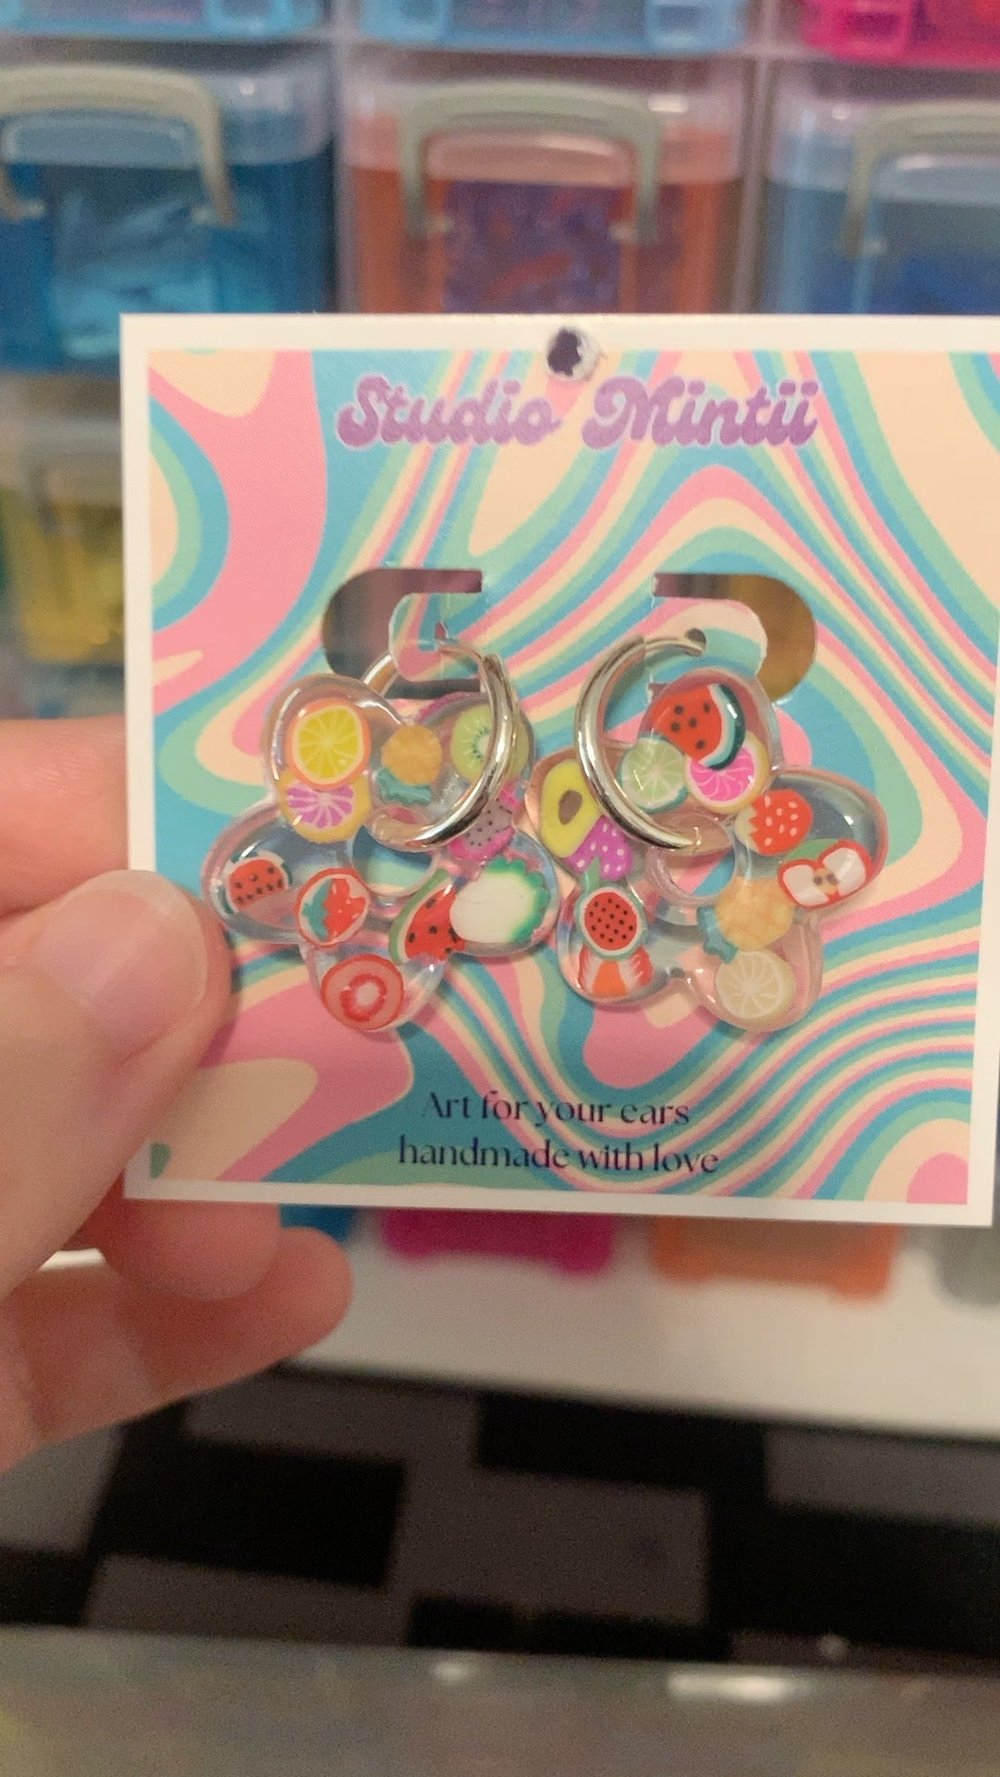 Studio Mintii
Art for your ears
handmade with love